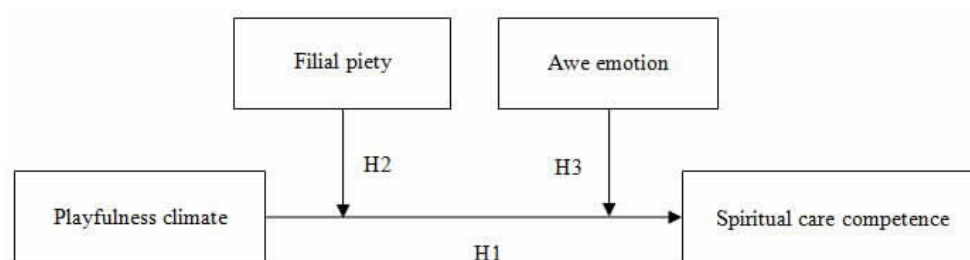 Filial piety
Awe emotion
H2
H3
Playfulness climate
Spiritual care competence
H1